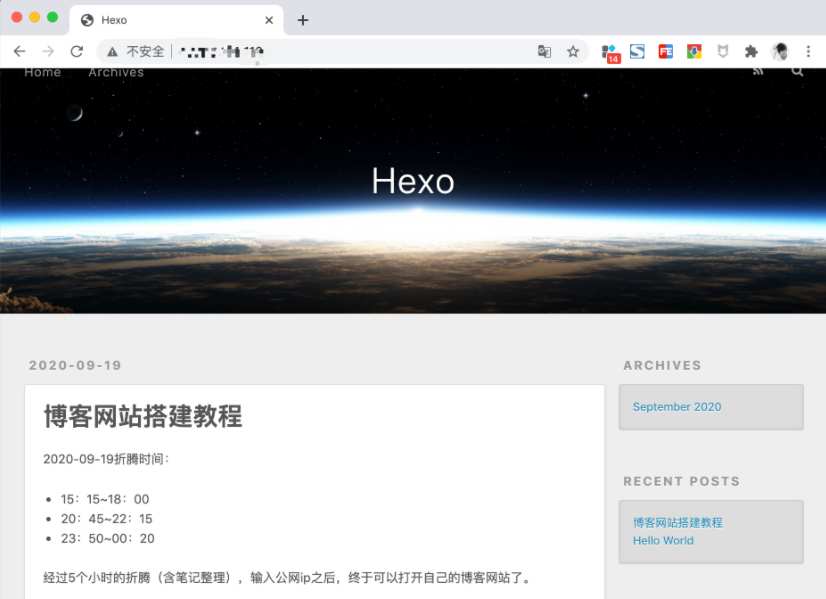 Hexo
不安全
14
Home
Archives
Hexo
2020-09-19
博客网站搭建教程
2020-09-19折腾时间：
15：15~18：00
20：45~22：15
23：50~00：20
经过5个小时的折腾（含笔记整理），输入公网ip之后，终于可以打开自己的博客网站了。
ARCHIVES
September 2020
RECENT POSTS
博客网站搭建教程
Hello World